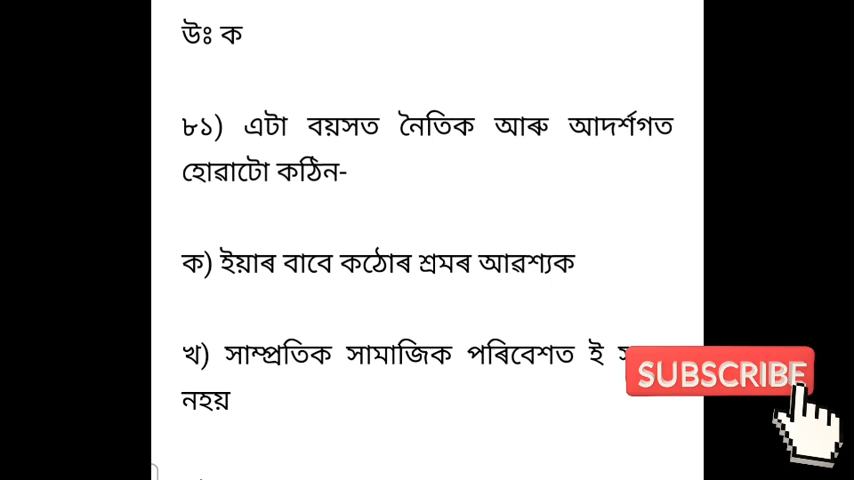 উঃ ক
৮১) এটা বয়সত নৈতিক আৰু আদৰ্শগত
হোৱাটো কঠিন-
ক) ইয়াৰ বাবে কঠোৰ শ্ৰমৰ আৱশ্যক
খ) সাম্প্ৰতিক সামাজিক পৰিবেশত ই
নহয়
SUBSCRIBE